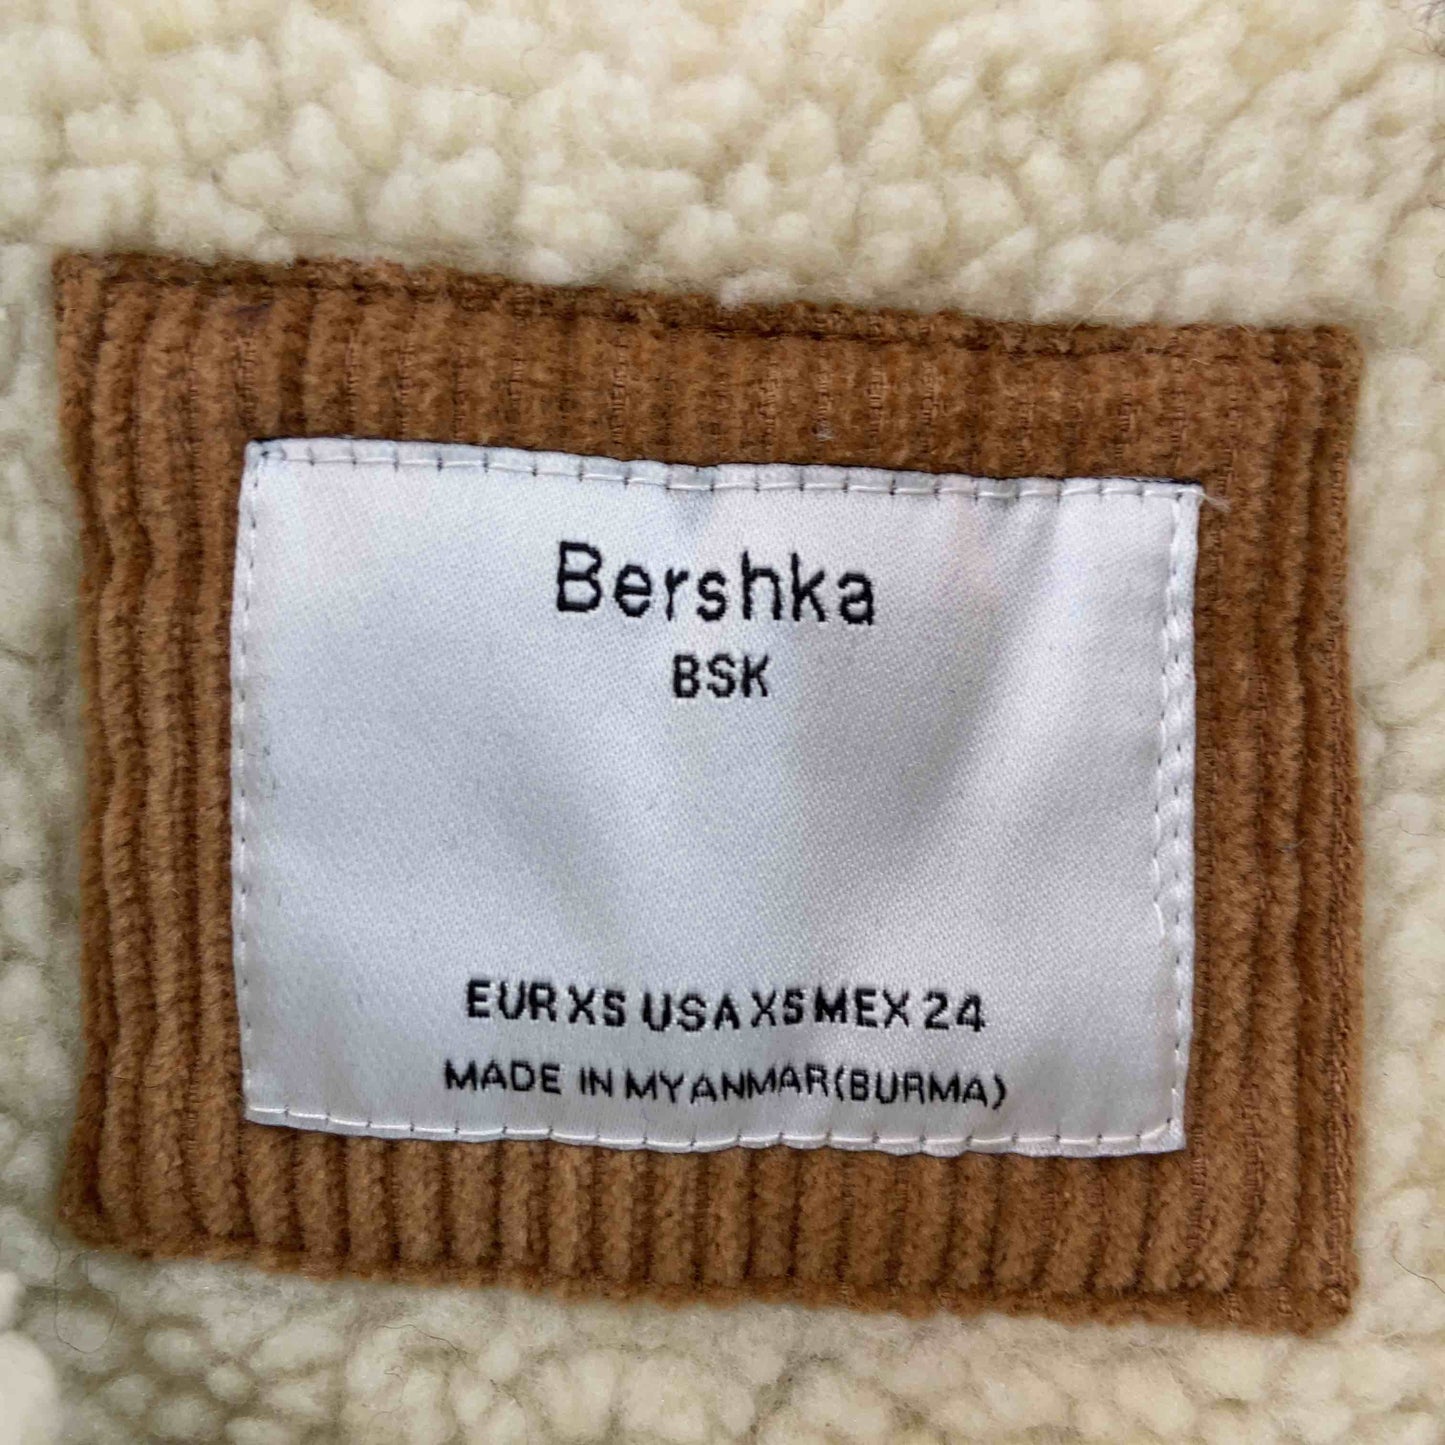 Bershka
BSK
EUR XS USA XS MEX 24
MADE IN MYANMAR(BURMA)